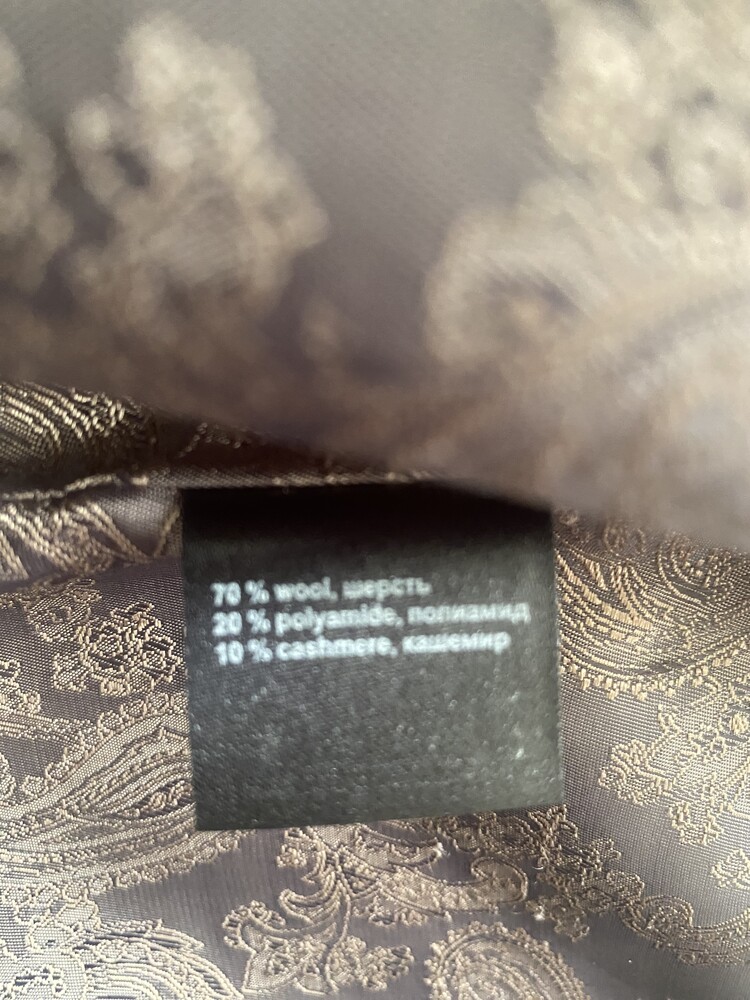 70 % wool, шерсть
20 % polyamide, полиамид
10 % cashmere, кашемир